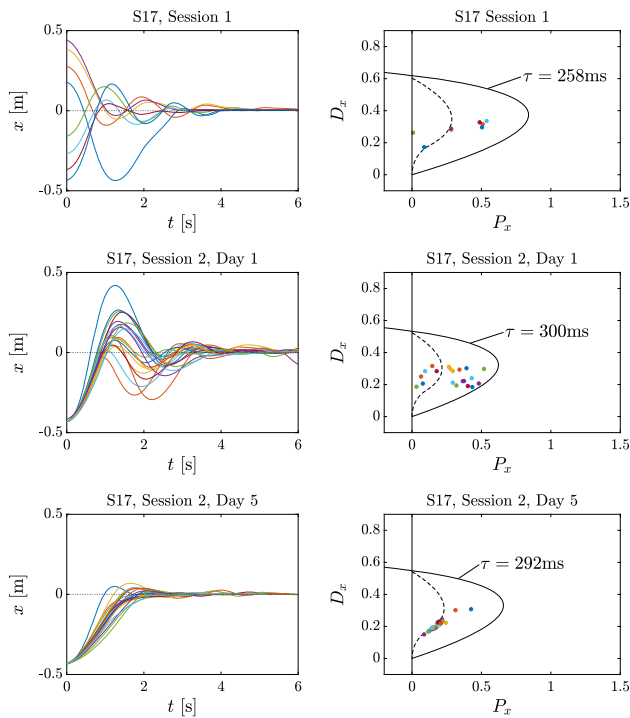 S17, Session 1
0.5
0
-0.5
x [m]
0
2
4
6
t [s]
S17 Session 1
1
0.8
0.6
0.4
0.2
0
D_x
τ = 258ms
0
0.5
1
1.5
P_x
S17, Session 2, Day 1
0.5
0
-0.5
x [m]
0
2
4
6
t [s]
S17, Session 2, Day 1
1
0.8
0.6
0.4
0.2
0
D_x
τ = 300ms
0
0.5
1
1.5
P_x
S17, Session 2, Day 5
0.5
0
-0.5
x [m]
0
2
4
6
t [s]
S17, Session 2, Day 5
1
0.8
0.6
0.4
0.2
0
D_x
τ = 292ms
0
0.5
1
1.5
P_x